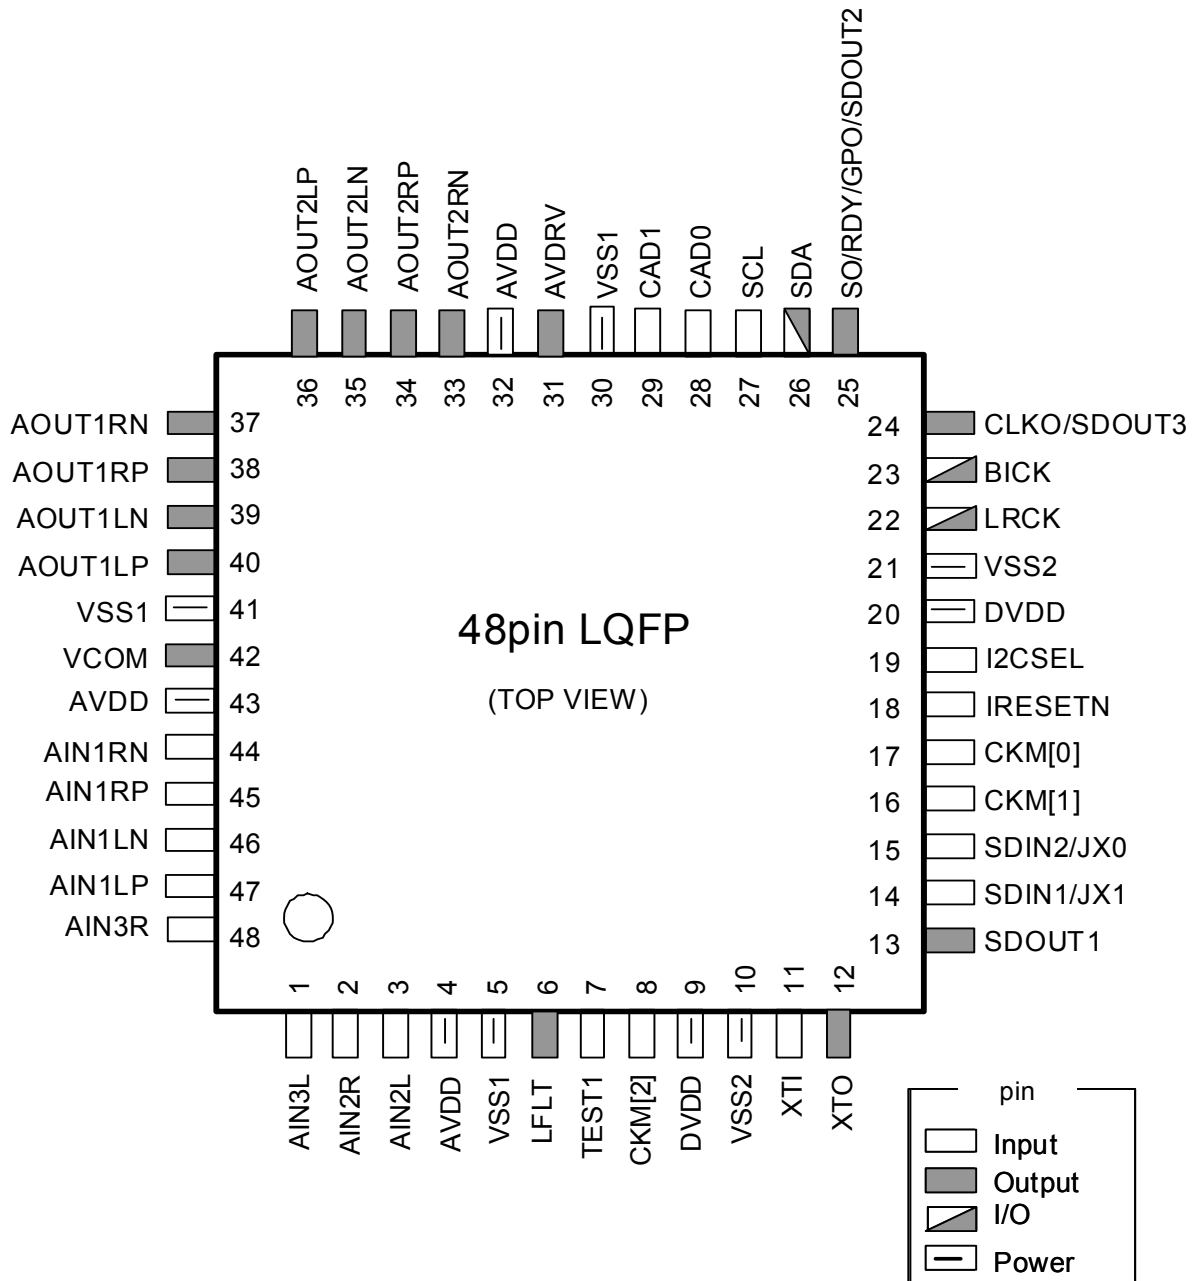 AOUT2LP
AOUT2LN
AOUT2RP
AOUT2RN
AVDD
AVDRV
VSS1
CAD1
CAD0
SCL
SDA
SO/RDY/GPO/SDOUT2
36
35
34
33
32
31
30
29
28
27
26
25
AOUT1RN 37
AOUT1RP 38
AOUT1LN 39
AOUT1LP 40
VSS1 41
VCOM 42
AVDD 43
AIN1RN 44
AIN1RP 45
AIN1LN 46
AIN1LP 47
AIN3R 48
48pin LQFP
(TOP VIEW)
24 CLKO/SDOUT3
23 BICK
22 LRCK
21 VSS2
20 DVDD
19 I2CSEL
18 IRESETN
17 CKM[0]
16 CKM[1]
15 SDIN2/JX0
14 SDIN1/JX1
13 SDOUT1
1
2
3
4
5
6
7
8
9
10
11
12
AIN3L
AIN2R
AIN2L
AVDD
VSS1
LFLT
TEST1
CKM[2]
DVDD
VSS2
XTI
XTO
pin
Input
Output
I/O
Power